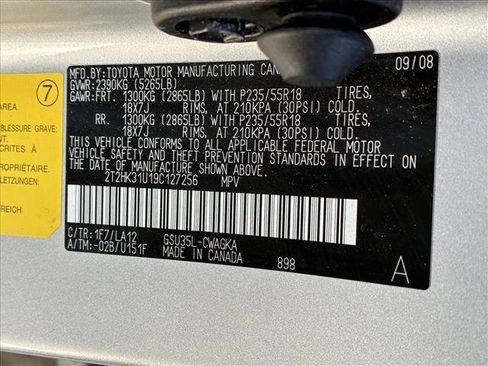 MFD.BY:TOYOTA MOTOR MANUFACTURING CAN 09/08
GVWR:2390KG (5265LB)
GAWR:FRT. 1300KG (2865LB) WITH P235/55R18 TIRES,
18X7J RIMS, AT 210KPA (30PSI) COLD.
RR. 1300KG (2865LB) WITH P235/55R18 TIRES,
18X7J RIMS, AT 210KPA (30PSI) COLD.
THIS VEHICLE CONFORMS TO ALL APPLICABLE FEDERAL MOTOR
VEHICLE SAFETY AND THEFT PREVENTION STANDARDS IN EFFECT ON
THE DATE OF MANUFACTURE SHOWN ABOVE.
2T2HK31U19C127256 MPV
C/TR:1F7/LA12 GSU35L-CWAGKA
A/TM:-02B/U151F MADE IN CANADA 898 A
7
AREA.
BLESSURE GRAVE
CRITES À
PROPRIÉTAIRE.
LETZUNGEN:
BEREICH